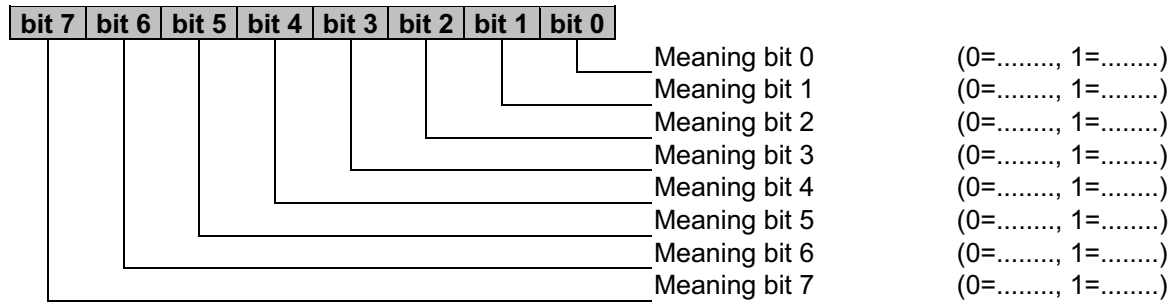 bit 7 bit 6 bit 5 bit 4 bit 3 bit 2 bit 1 bit 0
Meaning bit 0 (0=........, 1=........)
Meaning bit 1 (0=........, 1=........)
Meaning bit 2 (0=........, 1=........)
Meaning bit 3 (0=........, 1=........)
Meaning bit 4 (0=........, 1=........)
Meaning bit 5 (0=........, 1=........)
Meaning bit 6 (0=........, 1=........)
Meaning bit 7 (0=........, 1=........)